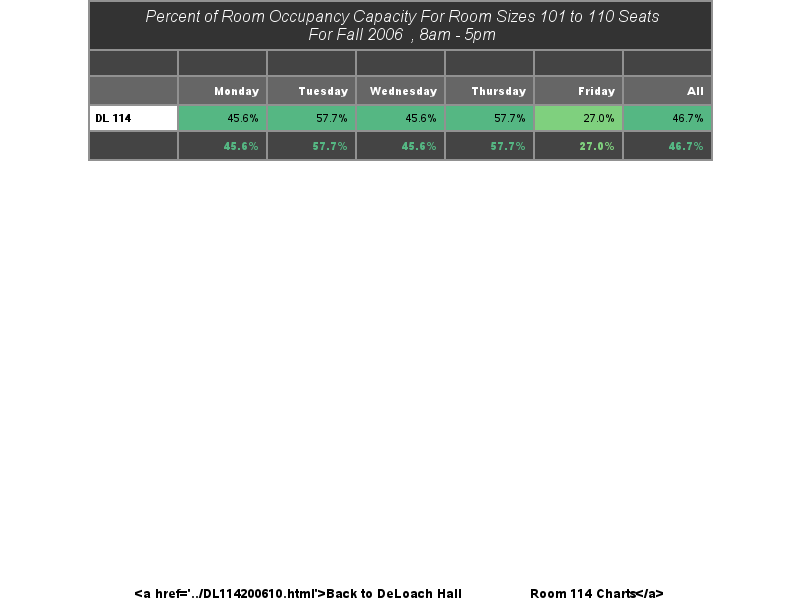 Percent of Room Occupancy Capacity For Room Sizes 101 to 110 Seats
For Fall 2006 , 8am - 5pm
Monday Tuesday Wednesday Thursday Friday All
DL 114 45.6% 57.7% 45.6% 57.7% 27.0% 46.7%
45.6% 57.7% 45.6% 57.7% 27.0% 46.7%
<a href='../DL114200610.html'>Back to DeLoach Hall Room 114 Charts</a>